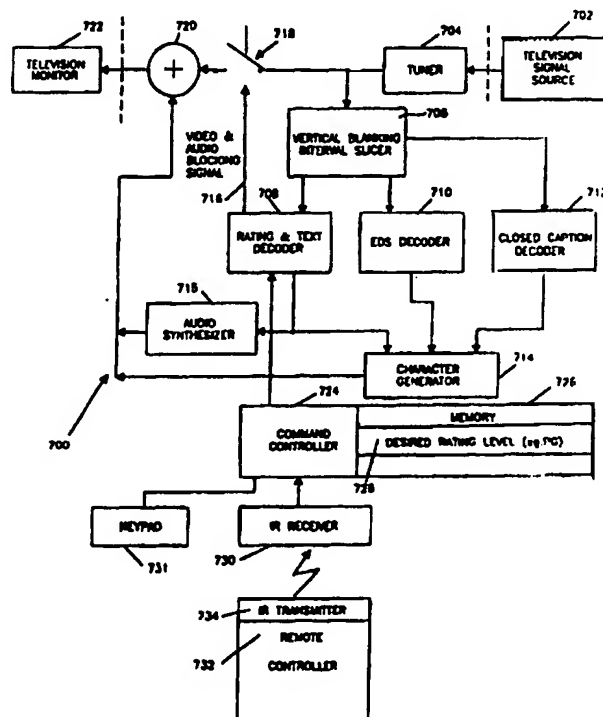 722
TELEVISION
MONITOR
720
+
718
704
TUNER
702
TELEVISION
SIGNAL
SOURCE
VIDEO &
AUDIO
BLOCKING
SIGNAL
716
706
VERTICAL BLANKING
INTERVAL SLICER
708
RATING & TEXT
DECODER
710
EDS DECODER
712
CLOSED CAPTION
DECODER
715
AUDIO
SYNTHESIZER
CHARACTER
GENERATOR
714
700
724
COMMAND
CONTROLLER
726
MEMORY
DESIRED RATING LEVEL (eg.PG)
728
KEYPAD
731
IR RECEIVER
730
734
IR TRANSMITTER
732
REMOTE
CONTROLLER